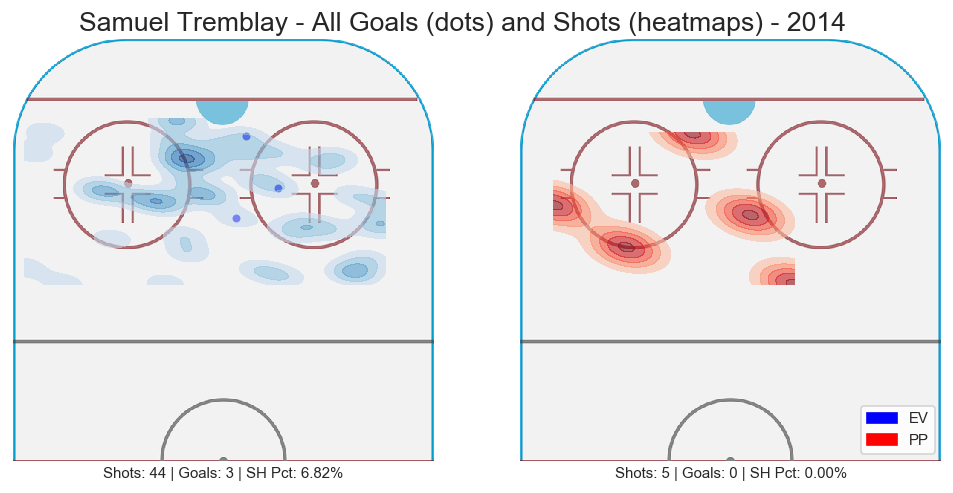 Samuel Tremblay - All Goals (dots) and Shots (heatmaps) - 2014
EV
PP
Shots: 44 | Goals: 3 | SH Pct: 6.82%
Shots: 5 | Goals: 0 | SH Pct: 0.00%